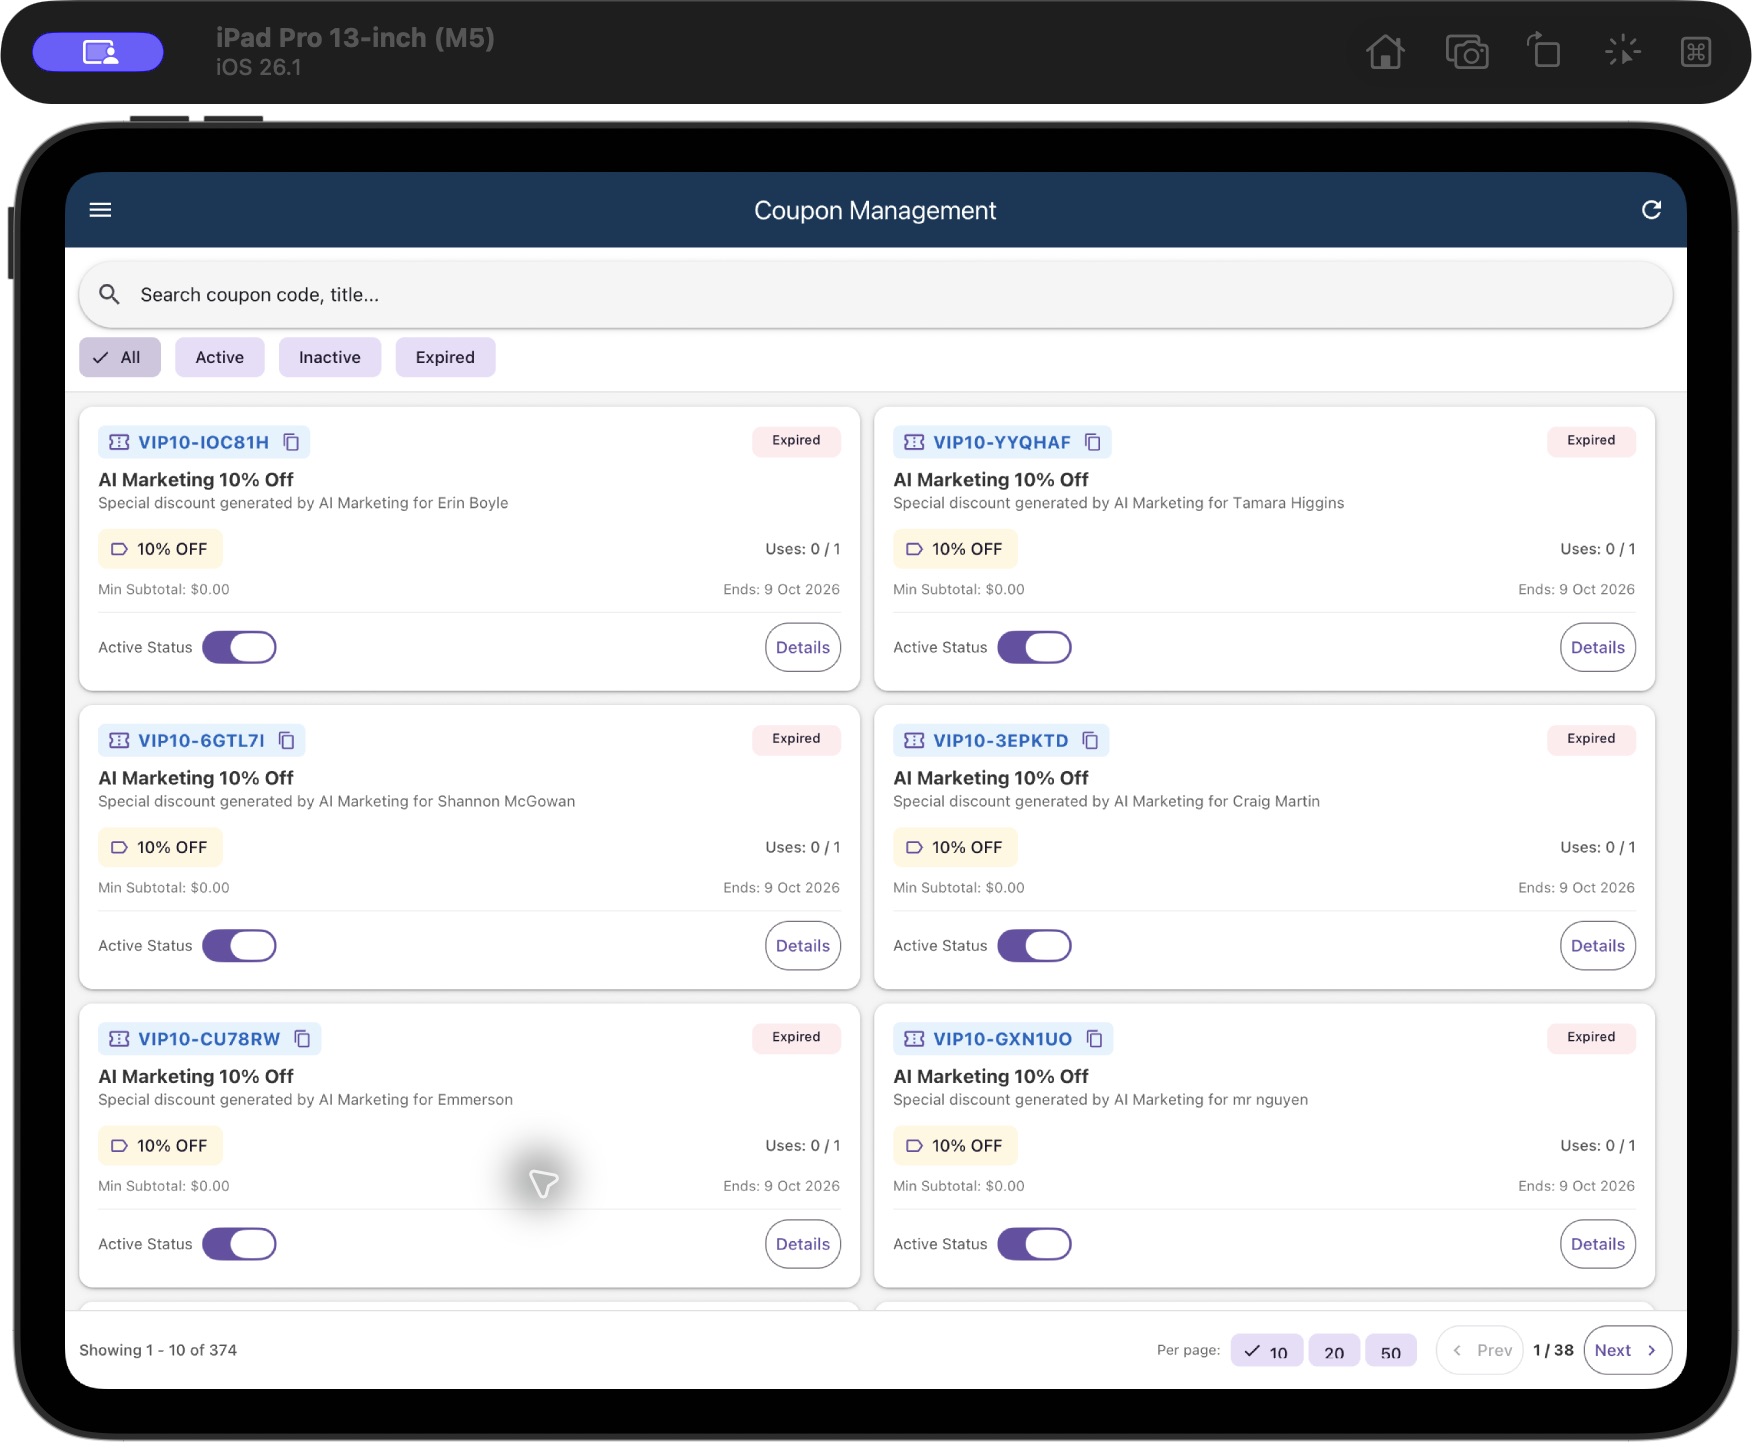 iPad Pro 13-inch (M5)
iOS 26.1
Coupon Management
Search coupon code, title...
All
Active
Inactive
Expired
VIP10-IOC81H
Expired
AI Marketing 10% Off
Special discount generated by AI Marketing for Erin Boyle
10% OFF
Uses: 0 / 1
Min Subtotal: $0.00
Ends: 9 Oct 2026
Active Status
Details
VIP10-YYQHAF
Expired
AI Marketing 10% Off
Special discount generated by AI Marketing for Tamara Higgins
10% OFF
Uses: 0 / 1
Min Subtotal: $0.00
Ends: 9 Oct 2026
Active Status
Details
VIP10-6GTL7I
Expired
AI Marketing 10% Off
Special discount generated by AI Marketing for Shannon McGowan
10% OFF
Uses: 0 / 1
Min Subtotal: $0.00
Ends: 9 Oct 2026
Active Status
Details
VIP10-3EPKTD
Expired
AI Marketing 10% Off
Special discount generated by AI Marketing for Craig Martin
10% OFF
Uses: 0 / 1
Min Subtotal: $0.00
Ends: 9 Oct 2026
Active Status
Details
VIP10-CU78RW
Expired
AI Marketing 10% Off
Special discount generated by AI Marketing for Emmerson
10% OFF
Uses: 0 / 1
Min Subtotal: $0.00
Ends: 9 Oct 2026
Active Status
Details
VIP10-GXN1UO
Expired
AI Marketing 10% Off
Special discount generated by AI Marketing for mr nguyen
10% OFF
Uses: 0 / 1
Min Subtotal: $0.00
Ends: 9 Oct 2026
Active Status
Details
Showing 1 - 10 of 374
Per page:
10
20
50
Prev
1 / 38
Next